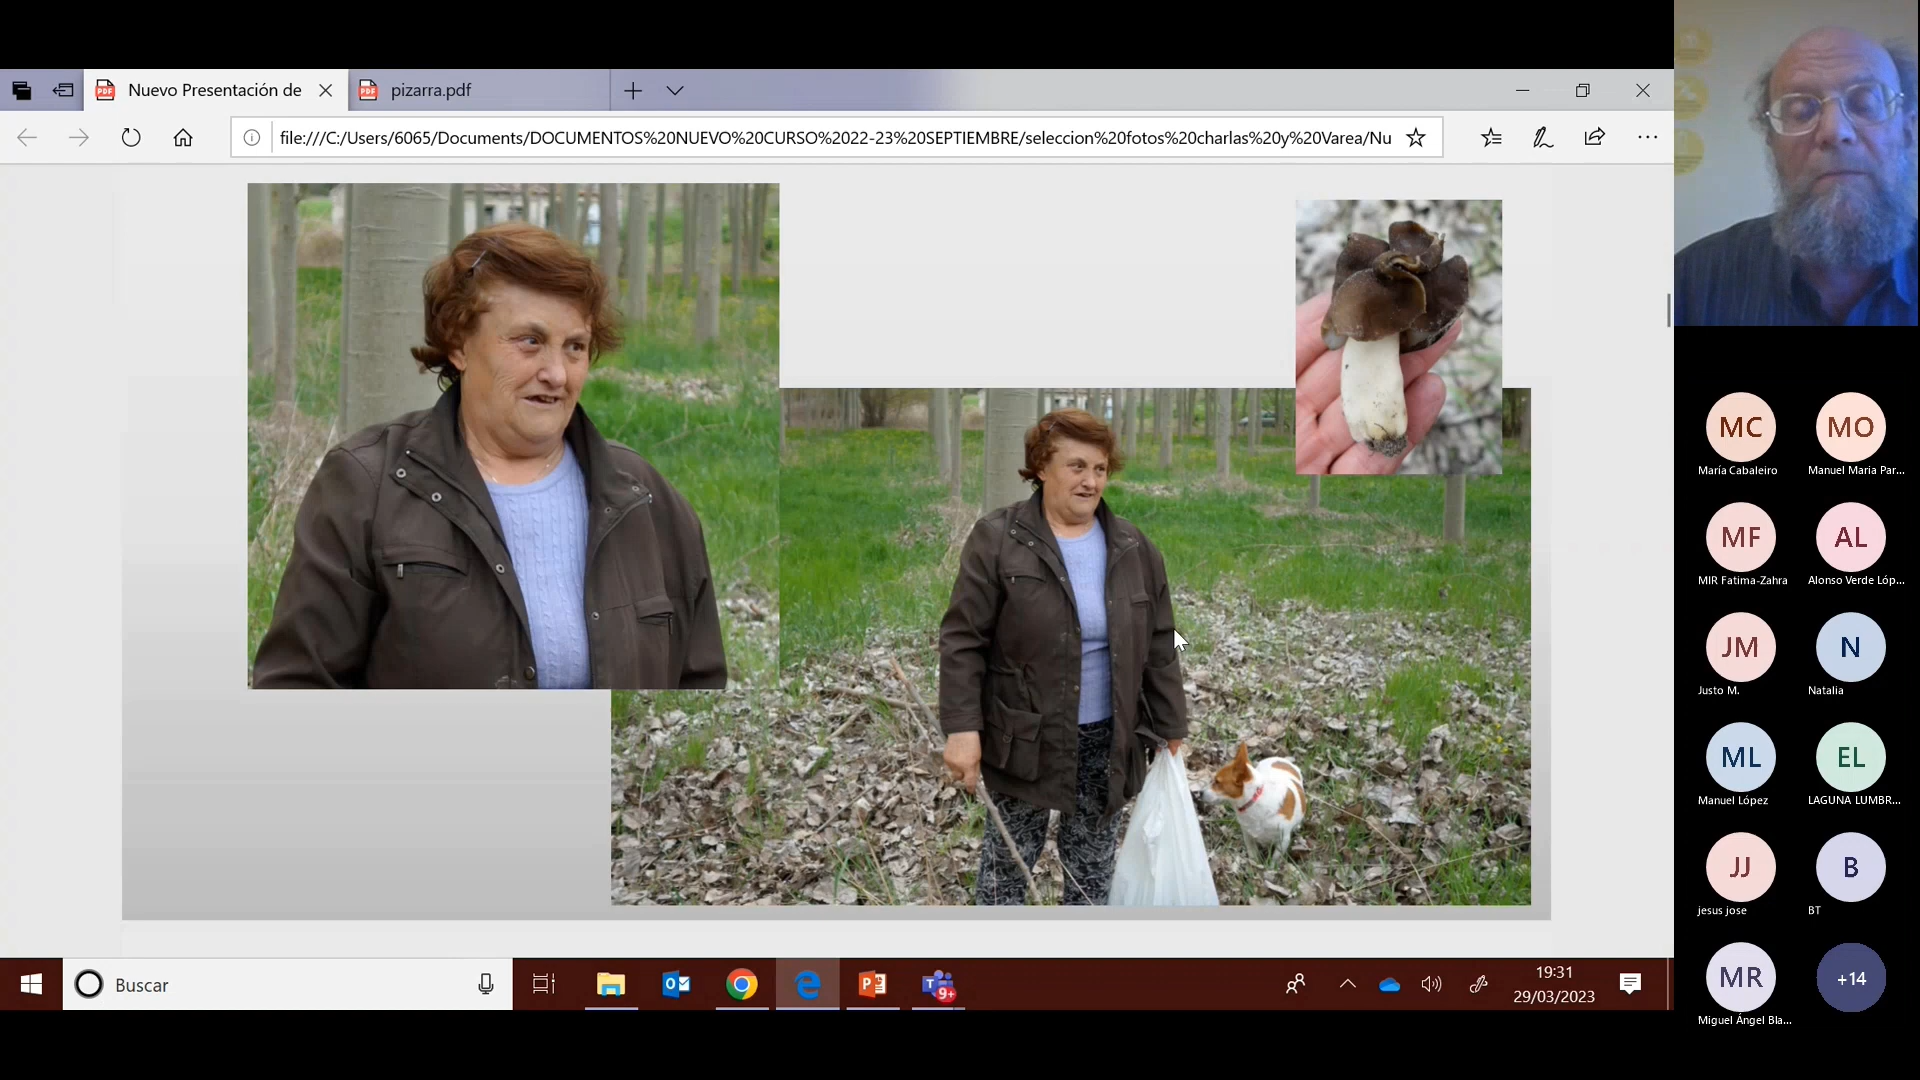 Nuevo Presentación de
pizarra.pdf
file:///C:/Users/6065/Documents/DOCUMENTOS%20NUEVO%20CURSO%2022-23%20SEPTIEMBRE/seleccion%20fotos%20charlas%20y%20Varea/Nu
MC
María Cabaleiro
MO
Manuel Maria Par...
MF
MIR Fatima-Zahra
AL
Alonso Verde Lóp...
JM
Justo M.
N
Natalia
ML
Manuel López
EL
LAGUNA LUMBR...
JJ
jesus jose
B
BT
MR
Miguel Ángel Bla...
+14
Buscar
9+
19:31
29/03/2023